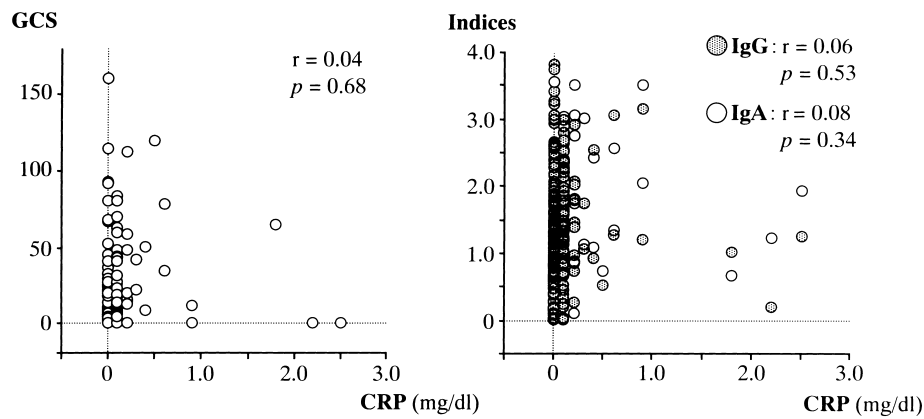 GCS
r = 0.04
p = 0.68
150
100
50
0
0 1.0 2.0 3.0
CRP (mg/dl)
Indices
IgG : r = 0.06
p = 0.53
IgA : r = 0.08
p = 0.34
4.0
3.0
2.0
1.0
0
0 1.0 2.0 3.0
CRP (mg/dl)